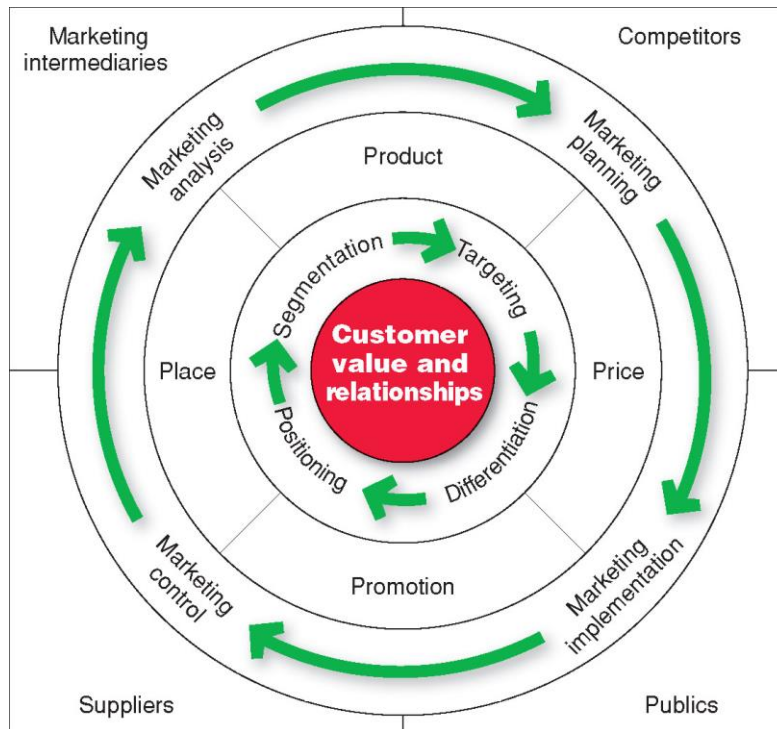 Marketing
intermediaries
Competitors
Marketing
analysis
Marketing
planning
Product
Segmentation
Targeting
Customer
value and
relationships
Place
Price
Positioning
Differentiation
Promotion
Marketing
control
Marketing
implementation
Suppliers
Publics